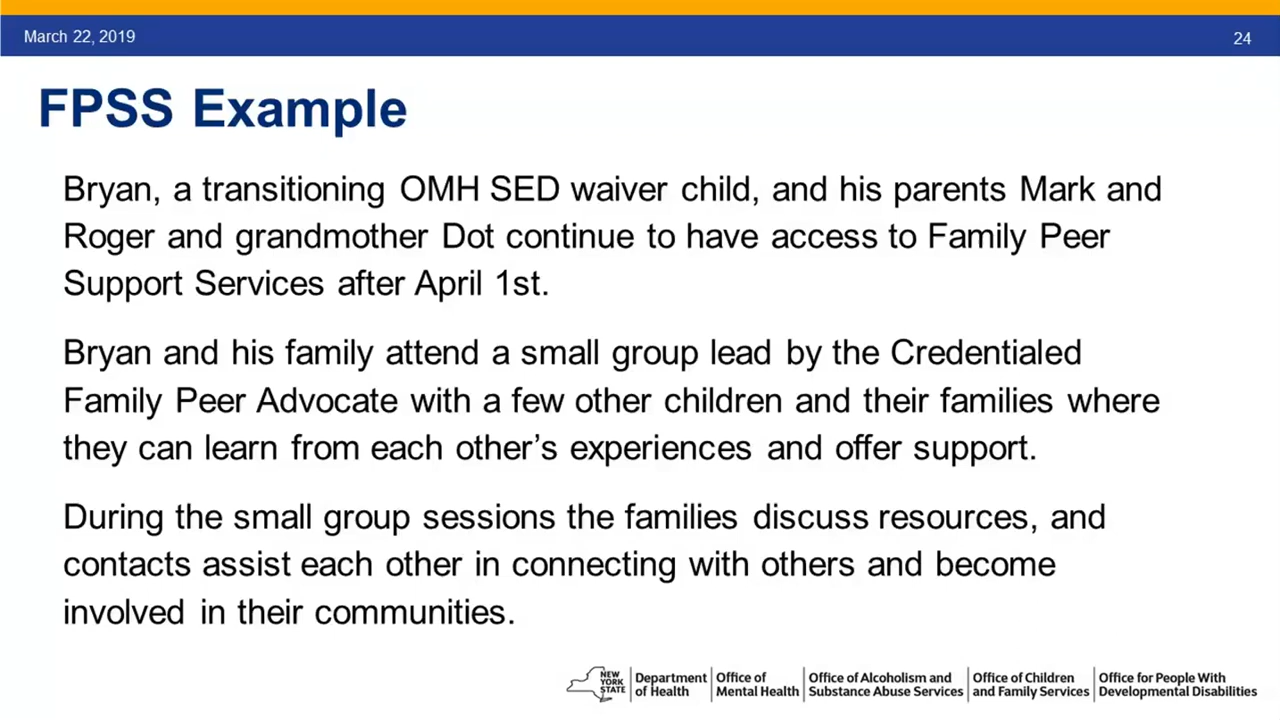 March 22, 2019
24
FPSS Example
Bryan, a transitioning OMH SED waiver child, and his parents Mark and
Roger and grandmother Dot continue to have access to Family Peer
Support Services after April 1st.
Bryan and his family attend a small group lead by the Credentialed
Family Peer Advocate with a few other children and their families where
they can learn from each other’s experiences and offer support.
During the small group sessions the families discuss resources, and
contacts assist each other in connecting with others and become
involved in their communities.
NEW
YORK
STATE
Department
of Health
Office of
Mental Health
Office of Alcoholism and
Substance Abuse Services
Office of Children
and Family Services
Office for People With
Developmental Disabilities